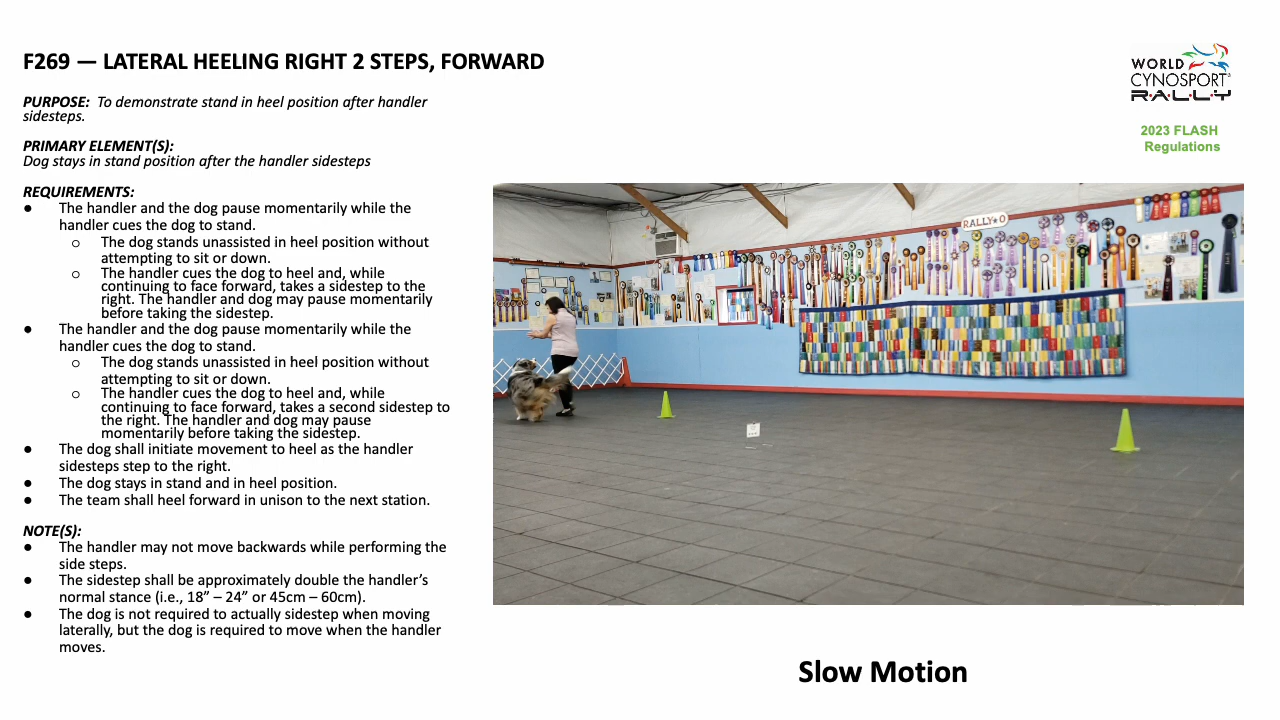 F269 — LATERAL HEELING RIGHT 2 STEPS, FORWARD
PURPOSE: To demonstrate stand in heel position after handler
sidesteps.
PRIMARY ELEMENT(S):
Dog stays in stand position after the handler sidesteps
REQUIREMENTS:
● The handler and the dog pause momentarily while the
handler cues the dog to stand.
o The dog stands unassisted in heel position without
attempting to sit or down.
o The handler cues the dog to heel and, while
continuing to face forward, takes a sidestep to the
right. The handler and dog may pause momentarily
before taking the sidestep.
● The handler and the dog pause momentarily while the
handler cues the dog to stand.
o The dog stands unassisted in heel position without
attempting to sit or down.
o The handler cues the dog to heel and, while
continuing to face forward, takes a second sidestep to
the right. The handler and dog may pause
momentarily before taking the sidestep.
● The dog shall initiate movement to heel as the handler
sidesteps step to the right.
● The dog stays in stand and in heel position.
● The team shall heel forward in unison to the next station.
NOTE(S):
● The handler may not move backwards while performing the
side steps.
● The sidestep shall be approximately double the handler’s
normal stance (i.e., 18” – 24” or 45cm – 60cm).
● The dog is not required to actually sidestep when moving
laterally, but the dog is required to move when the handler
moves.
WORLD
CYNOSPORT
R.A.L.L.Y
2023 FLASH
Regulations
RALLY★O
Slow Motion